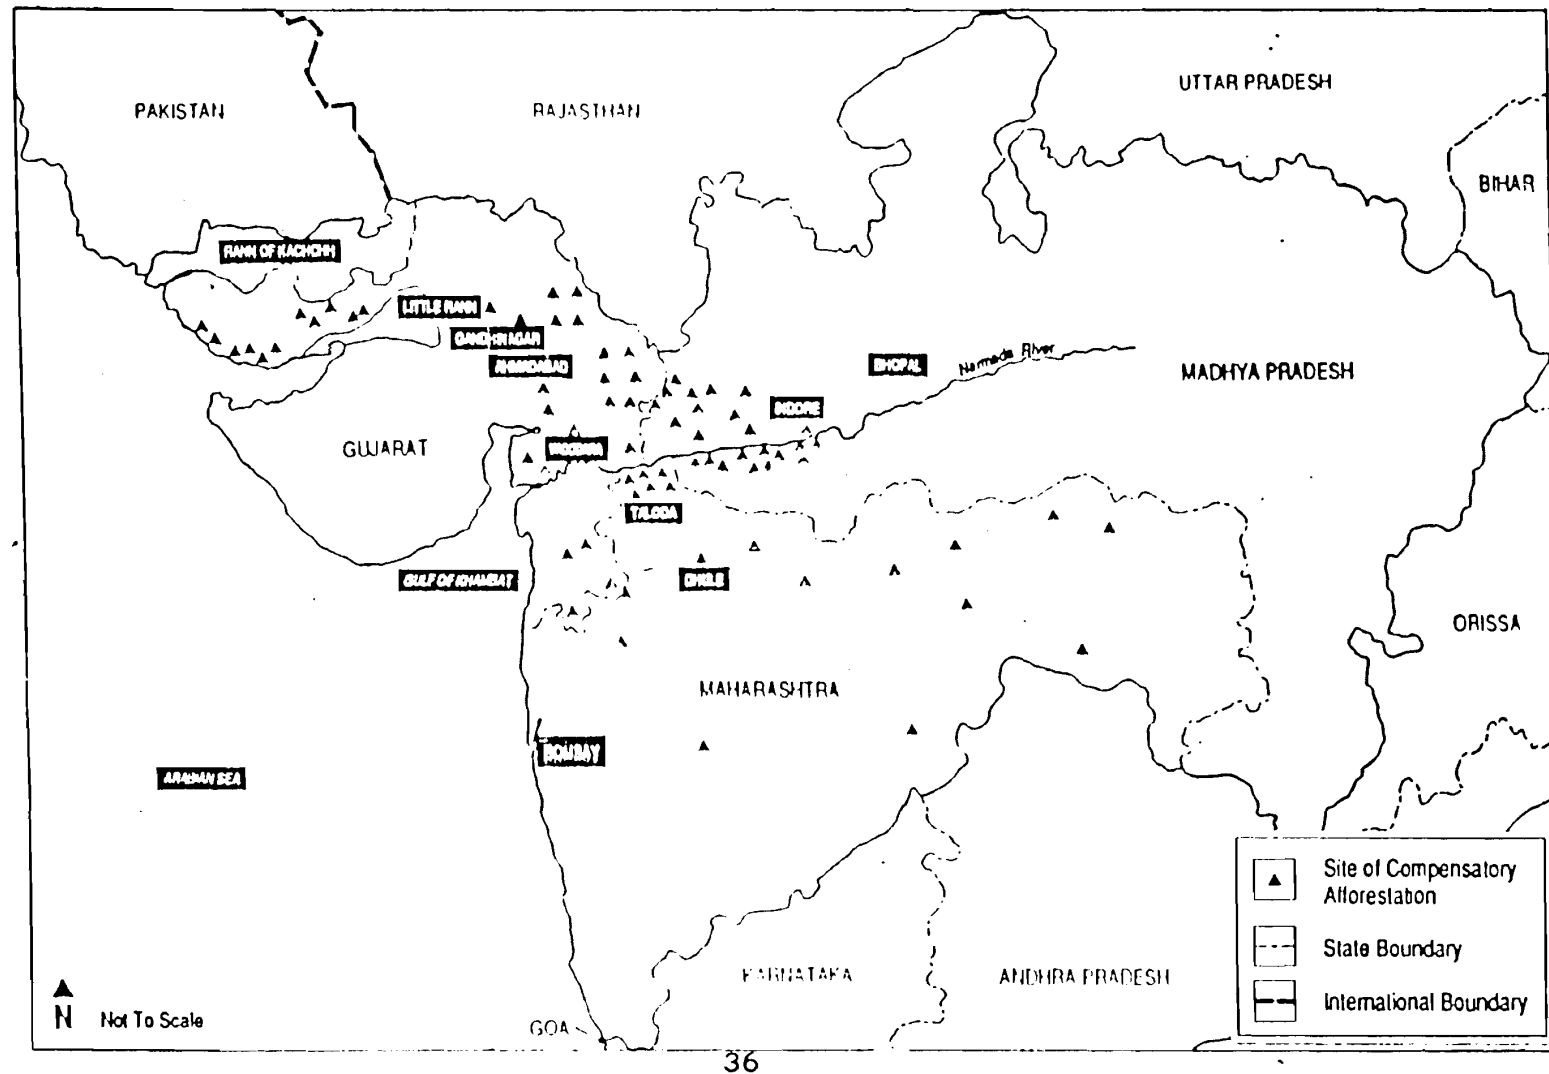 UTTAR PRADESH
PAKISTAN
RAJASTHAN
BIHAR
RANN OF KACHCHH
LITTLE RANN
GANDHINAGAR
AHMADABAD
BHOPAL
Narmada River
MADHYA PRADESH
INDORE
GUJARAT
VADODARA
TALODA
GULF OF KHAMBAT
DHULE
ORISSA
MAHARASHTRA
BOMBAY
ARABIAN SEA
Site of Compensatory
Afforestation
State Boundary
International Boundary
KARNATAKA
ANDHRA PRADESH
N
Not To Scale
GOA
36